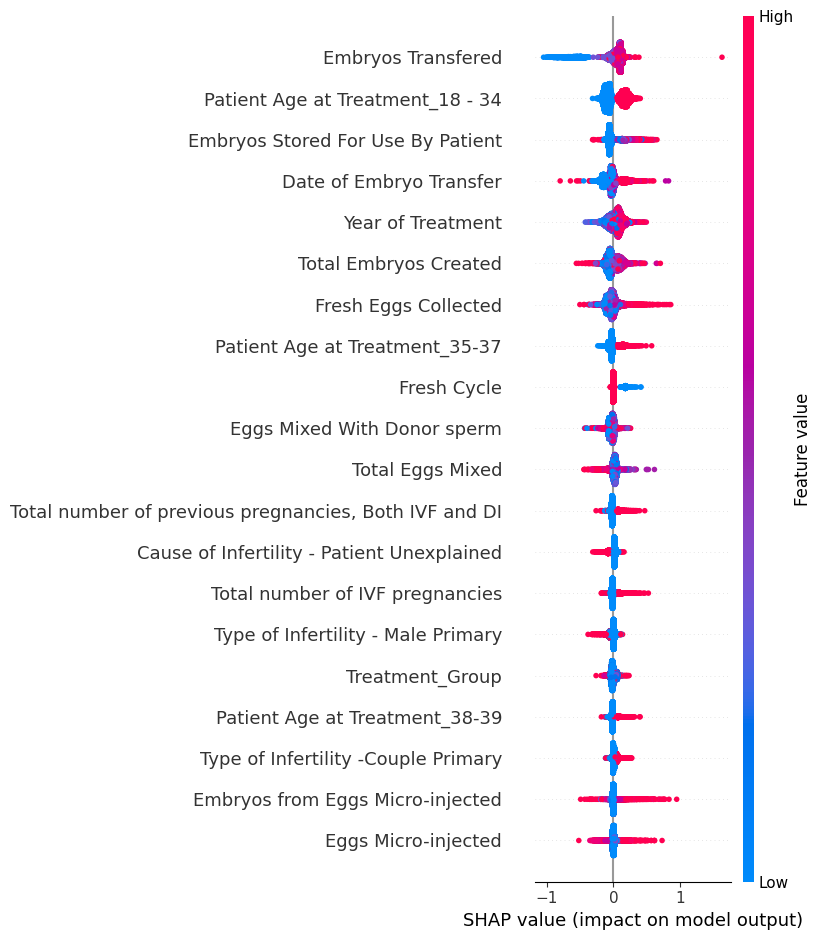 High
Embryos Transfered
Patient Age at Treatment_18 - 34
Embryos Stored For Use By Patient
Date of Embryo Transfer
Year of Treatment
Total Embryos Created
Fresh Eggs Collected
Patient Age at Treatment_35-37
Fresh Cycle
Eggs Mixed With Donor sperm
Total Eggs Mixed
Total number of previous pregnancies, Both IVF and DI
Cause of Infertility - Patient Unexplained
Total number of IVF pregnancies
Type of Infertility - Male Primary
Treatment_Group
Patient Age at Treatment_38-39
Type of Infertility -Couple Primary
Embryos from Eggs Micro-injected
Eggs Micro-injected
Feature value
Low
−1 0 1
SHAP value (impact on model output)